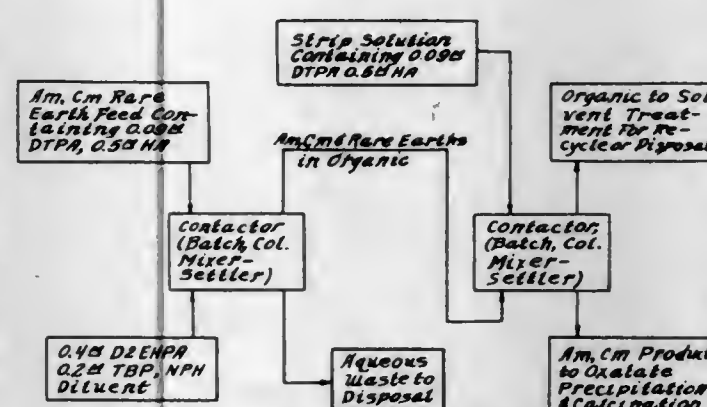 Strip Solution
Containing 0.09M
DTPA 0.5M HA
Am, Cm Rare
Earth Feed Con-
taining 0.09M
DTPA, 0.5M HA
Organic to Sol
vent Treat-
ment For Re-
cycle or Disposal
Am, Cm & Rare Earths
in Organic
Contactor
(Batch, Col.
Mixer-
Settler)
Contactor,
(Batch, Col.
Mixer-
Settler)
0.4M D2EHPA
0.2M TBP, NPH
Diluent
Aqueous
Waste to
Disposal
Am, Cm Product
to Oxalate
Precipitation
& Calcination